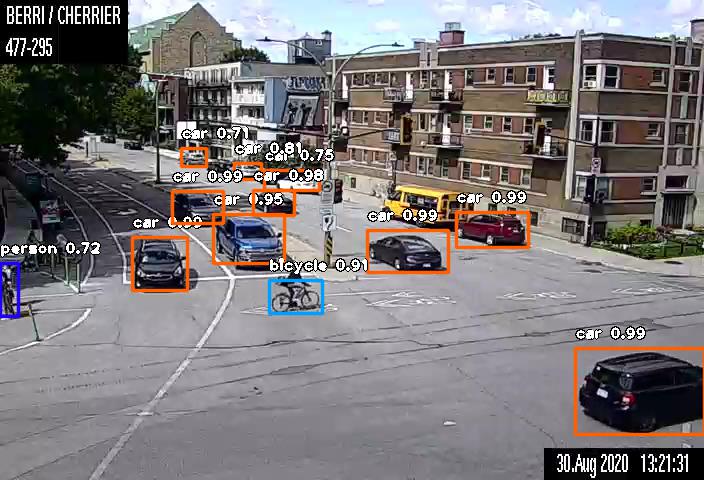 BERRI / CHERRIER
477-295
car 0.71
car 0.81
car 0.75
car 0.99
car 0.98
car 0.95
car 0.99
car 0.99
car 0.99
person 0.72
bicycle 0.91
car 0.99
30.Aug 2020 13:21:31